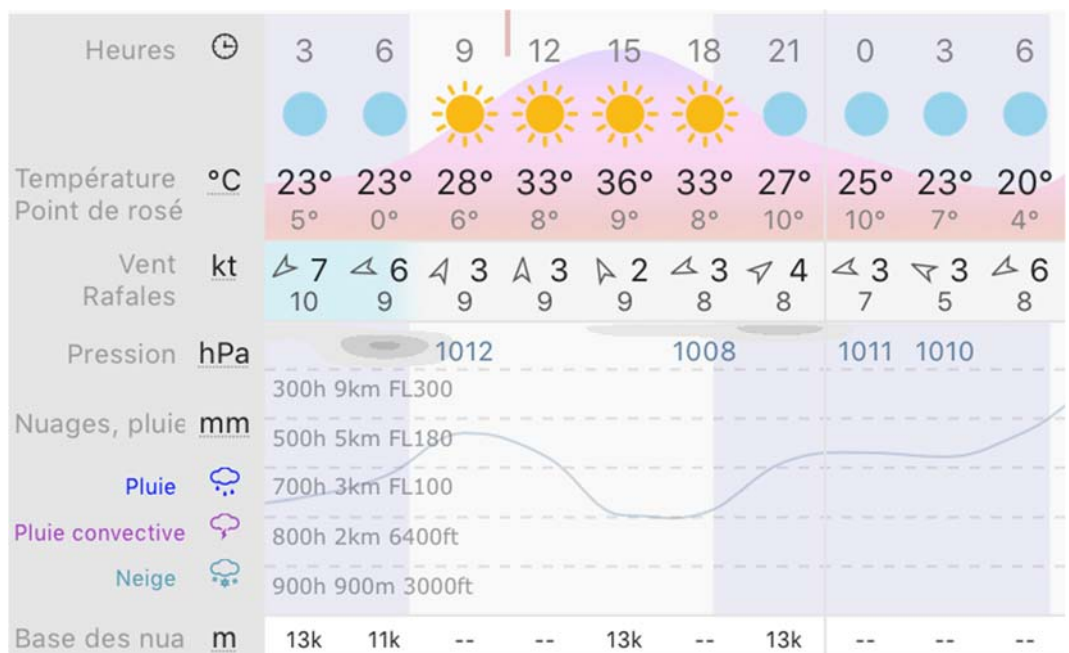 Heures 3 6 9 12 15 18 21 0 3 6
Température °C 23° 23° 28° 33° 36° 33° 27° 25° 23° 20°
Point de rosé 5° 0° 6° 8° 9° 8° 10° 10° 7° 4°
Vent kt 7 6 3 3 2 3 4 3 3 6
Rafales 10 9 9 9 9 8 8 7 5 8
Pression hPa 1012 1008 1011 1010
300h 9km FL300
Nuages, pluie mm
500h 5km FL180
Pluie 700h 3km FL100
Pluie convective 800h 2km 6400ft
Neige 900h 900m 3000ft
Base des nua m 13k 11k -- -- 13k -- 13k -- -- --